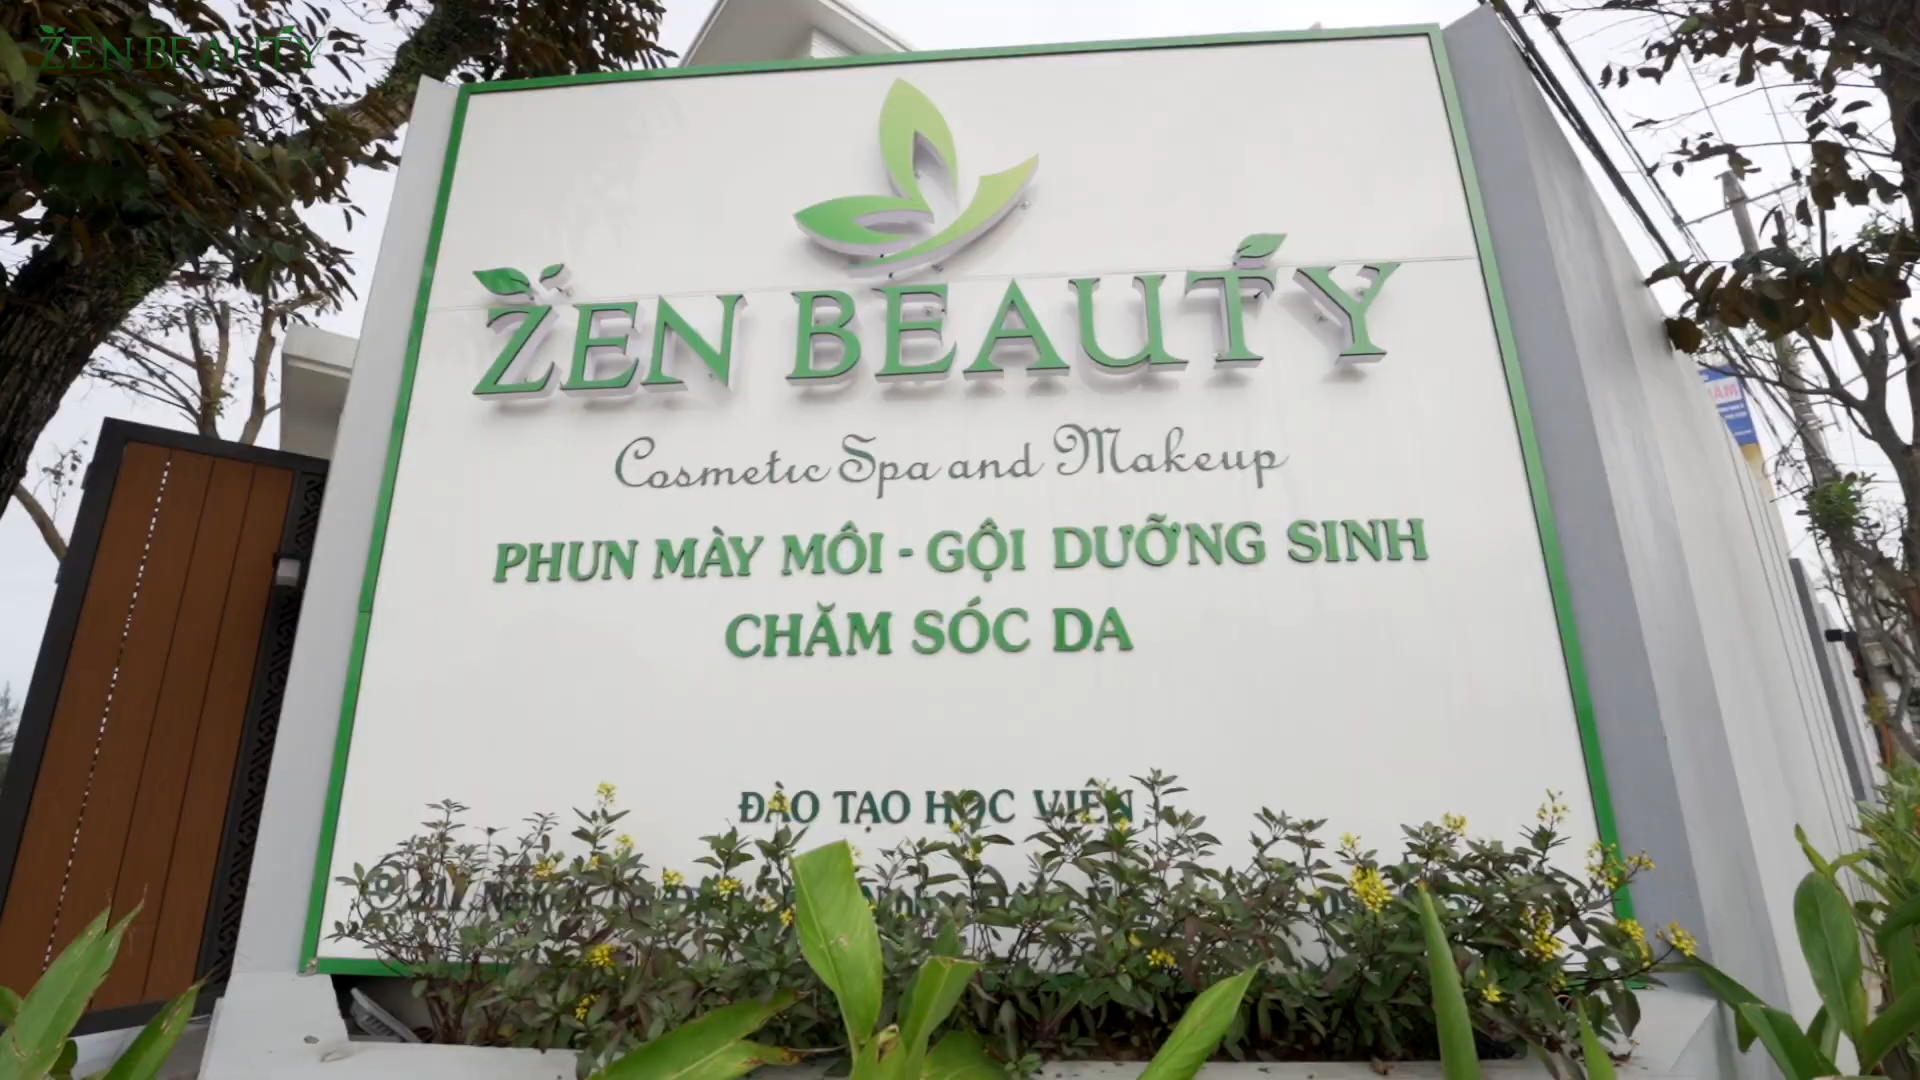 ZEN BEAUTY
ZEN BEAUTY
Cosmetic Spa and Makeup
PHUN MÀY MÔI - GỘI DƯỠNG SINH
CHĂM SÓC DA
ĐÀO TẠO HỌC VIÊN